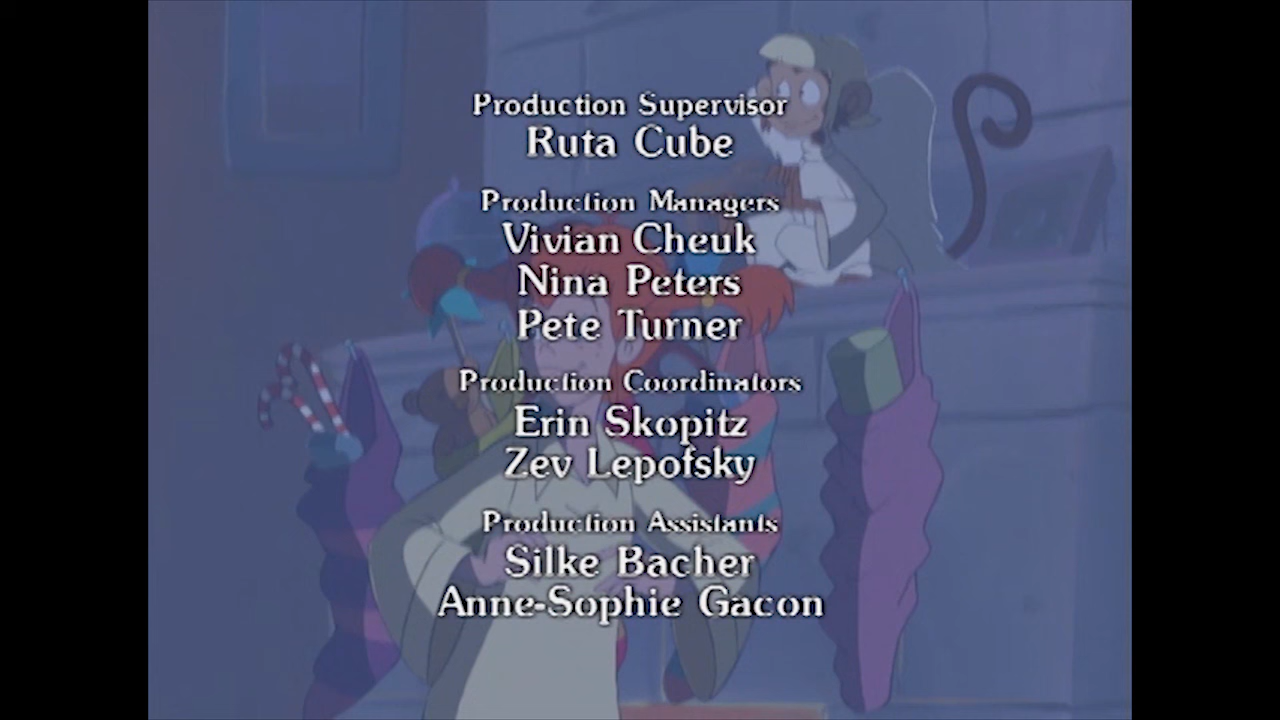 Production Supervisor
Ruta Cube
Production Managers
Vivian Cheuk
Nina Peters
Pete Turner
Production Coordinators
Erin Skopitz
Zev Lepofsky
Production Assistants
Silke Bacher
Anne-Sophie Gacon